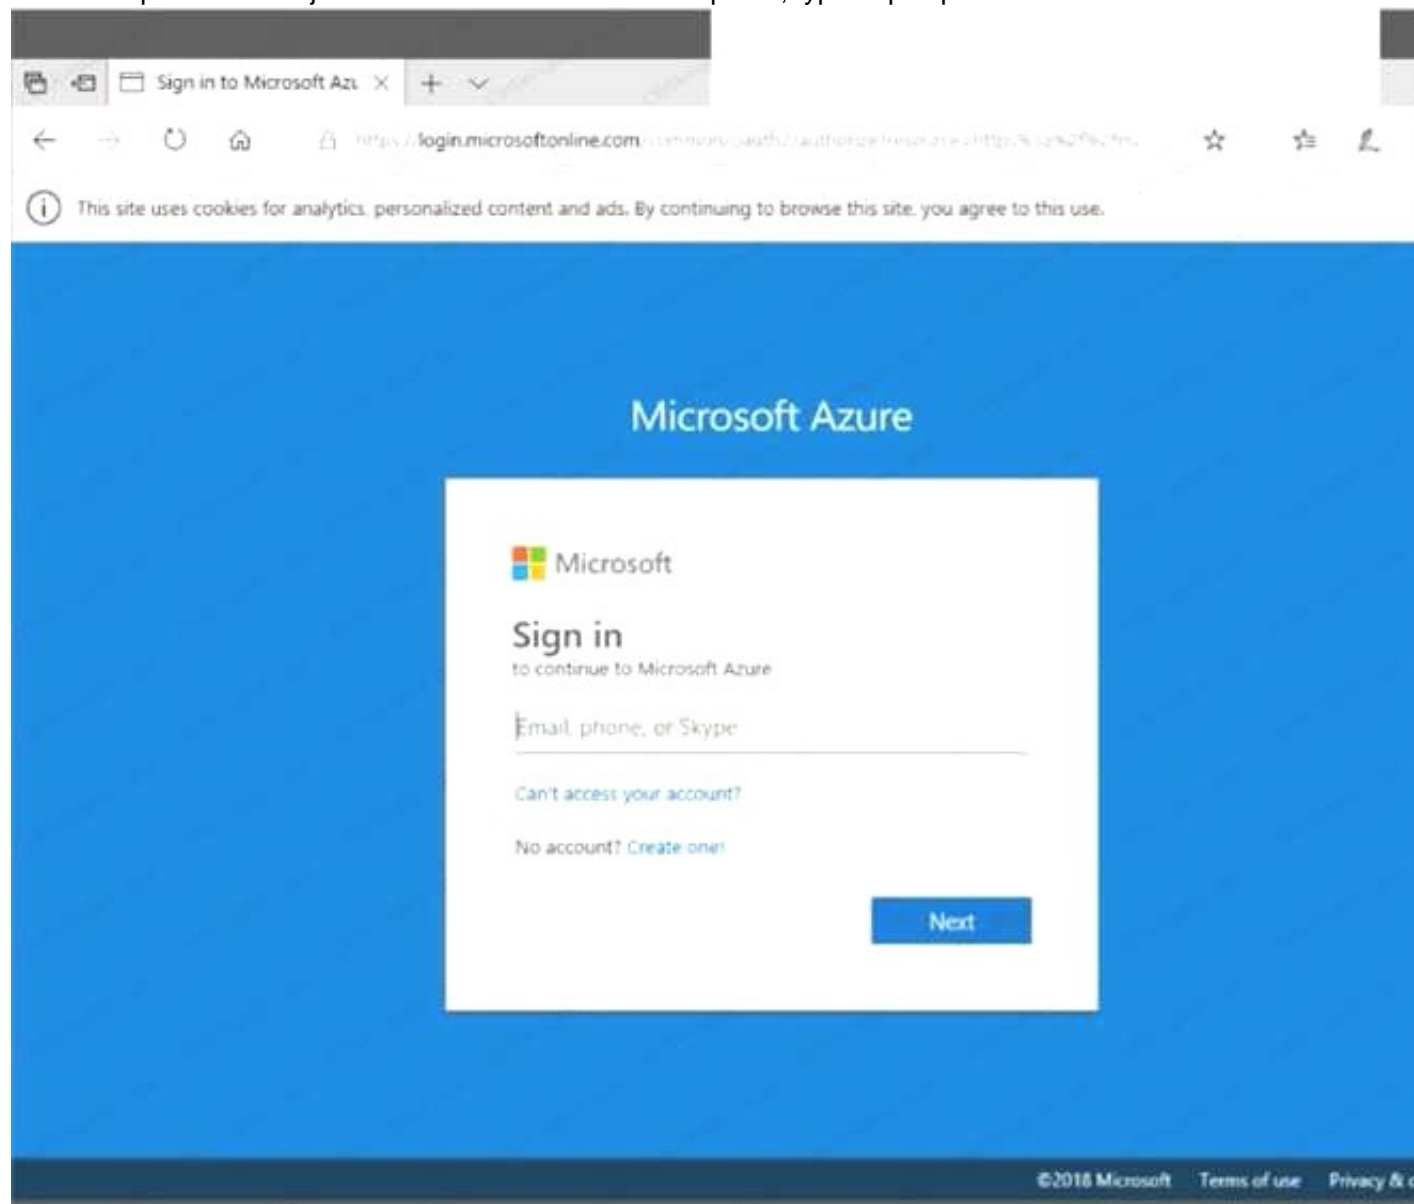 Sign in to Microsoft Azu
login.microsoftonline.com
This site uses cookies for analytics, personalized content and ads. By continuing to browse this site, you agree to this use.
Microsoft Azure
Microsoft
Sign in
to continue to Microsoft Azure
Email, phone, or Skype
Can't access your account?
No account? Create one!
Next
©2018 Microsoft Terms of use Privacy & c